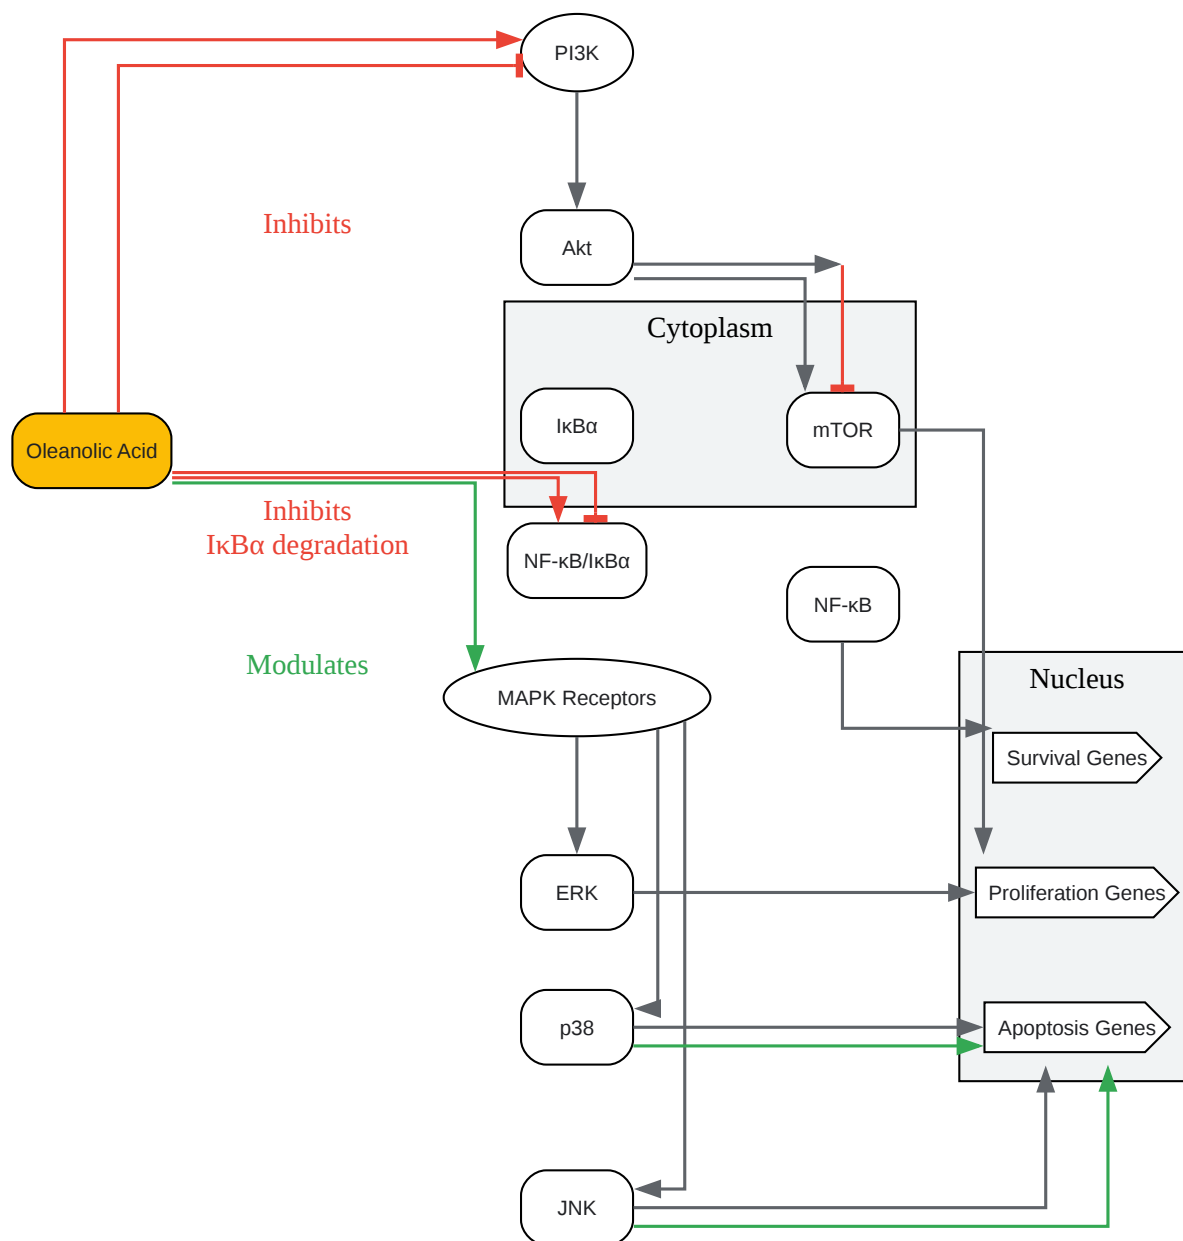 PI3K
Inhibits
Akt
Cytoplasm
IκBα
mTOR
Oleanolic Acid
Inhibits
IκBα degradation
NF-κB/IκBα
NF-κB
Modulates
MAPK Receptors
Nucleus
Survival Genes
ERK
Proliferation Genes
p38
Apoptosis Genes
JNK